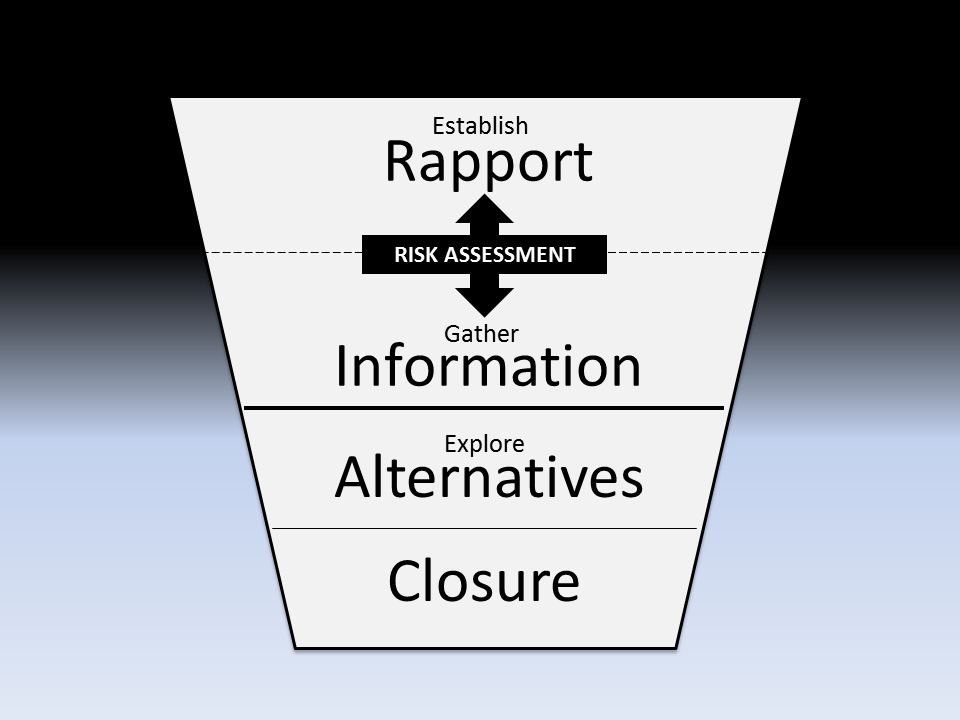 Establish
Rapport
RISK ASSESSMENT
Gather
Information
Explore
Alternatives
Closure